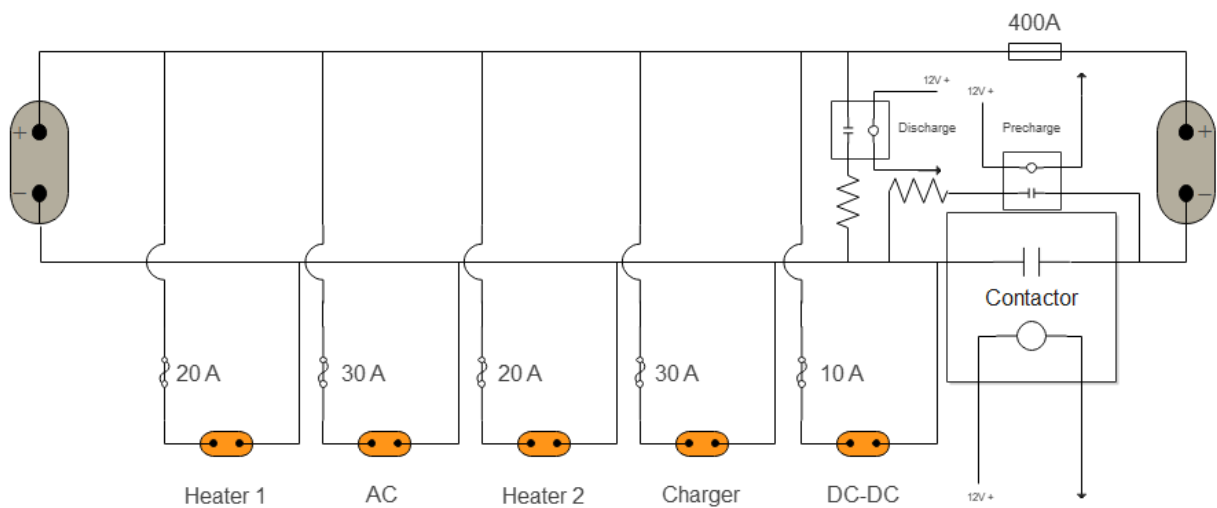 400A
12V +
12V +
Discharge
Precharge
+
−
+
−
Contactor
20 A
30 A
20 A
30 A
10 A
Heater 1
AC
Heater 2
Charger
DC-DC
12V +